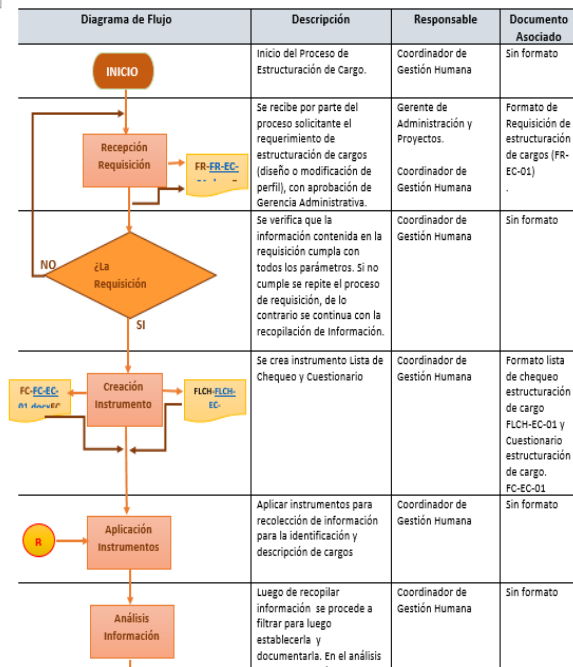 Diagrama de Flujo
Descripción
Responsable
Documento
Asociado
INICIO
Inicio del Proceso de
Estructuración de Cargo.
Coordinador de
Gestión Humana
Sin formato
Recepción
Requisición
FR-FR-EC-
Se recibe por parte del
proceso solicitante el
requerimiento de
estructuración de cargos
(diseño o modificación de
perfil), con aprobación de
Gerencia Administrativa.
Gerente de
Administración y
Proyectos.
Coordinador de
Gestión Humana
Formato de
Requisición de
estructuración
de cargos (FR-
EC-01)
.
NO
¿La
Requisición
SI
Se verifica que la
información contenida en la
requisición cumpla con
todos los parámetros. Si no
cumple se repite el proceso
de requisición, de lo
contrario se continua con la
recopilación de Información.
Coordinador de
Gestión Humana
Sin formato
FC-FC-EC-
01.docxFC
Creación
Instrumento
FLCH-FLCH-
EC-
Se crea instrumento Lista de
Chequeo y Cuestionario
Coordinador de
Gestión Humana
Formato lista
de chequeo
estructuración
de cargo
FLCH-EC-01 y
Cuestionario
estructuración
de cargo.
FC-EC-01
R
Aplicación
Instrumentos
Aplicar instrumentos para
recolección de información
para la identificación y
descripción de cargos
Coordinador de
Gestión Humana
Sin formato
Análisis
Información
Luego de recopilar
información se procede a
filtrar para luego
establecerla y
documentarla. En el análisis
Coordinador de
Gestión Humana
Sin formato